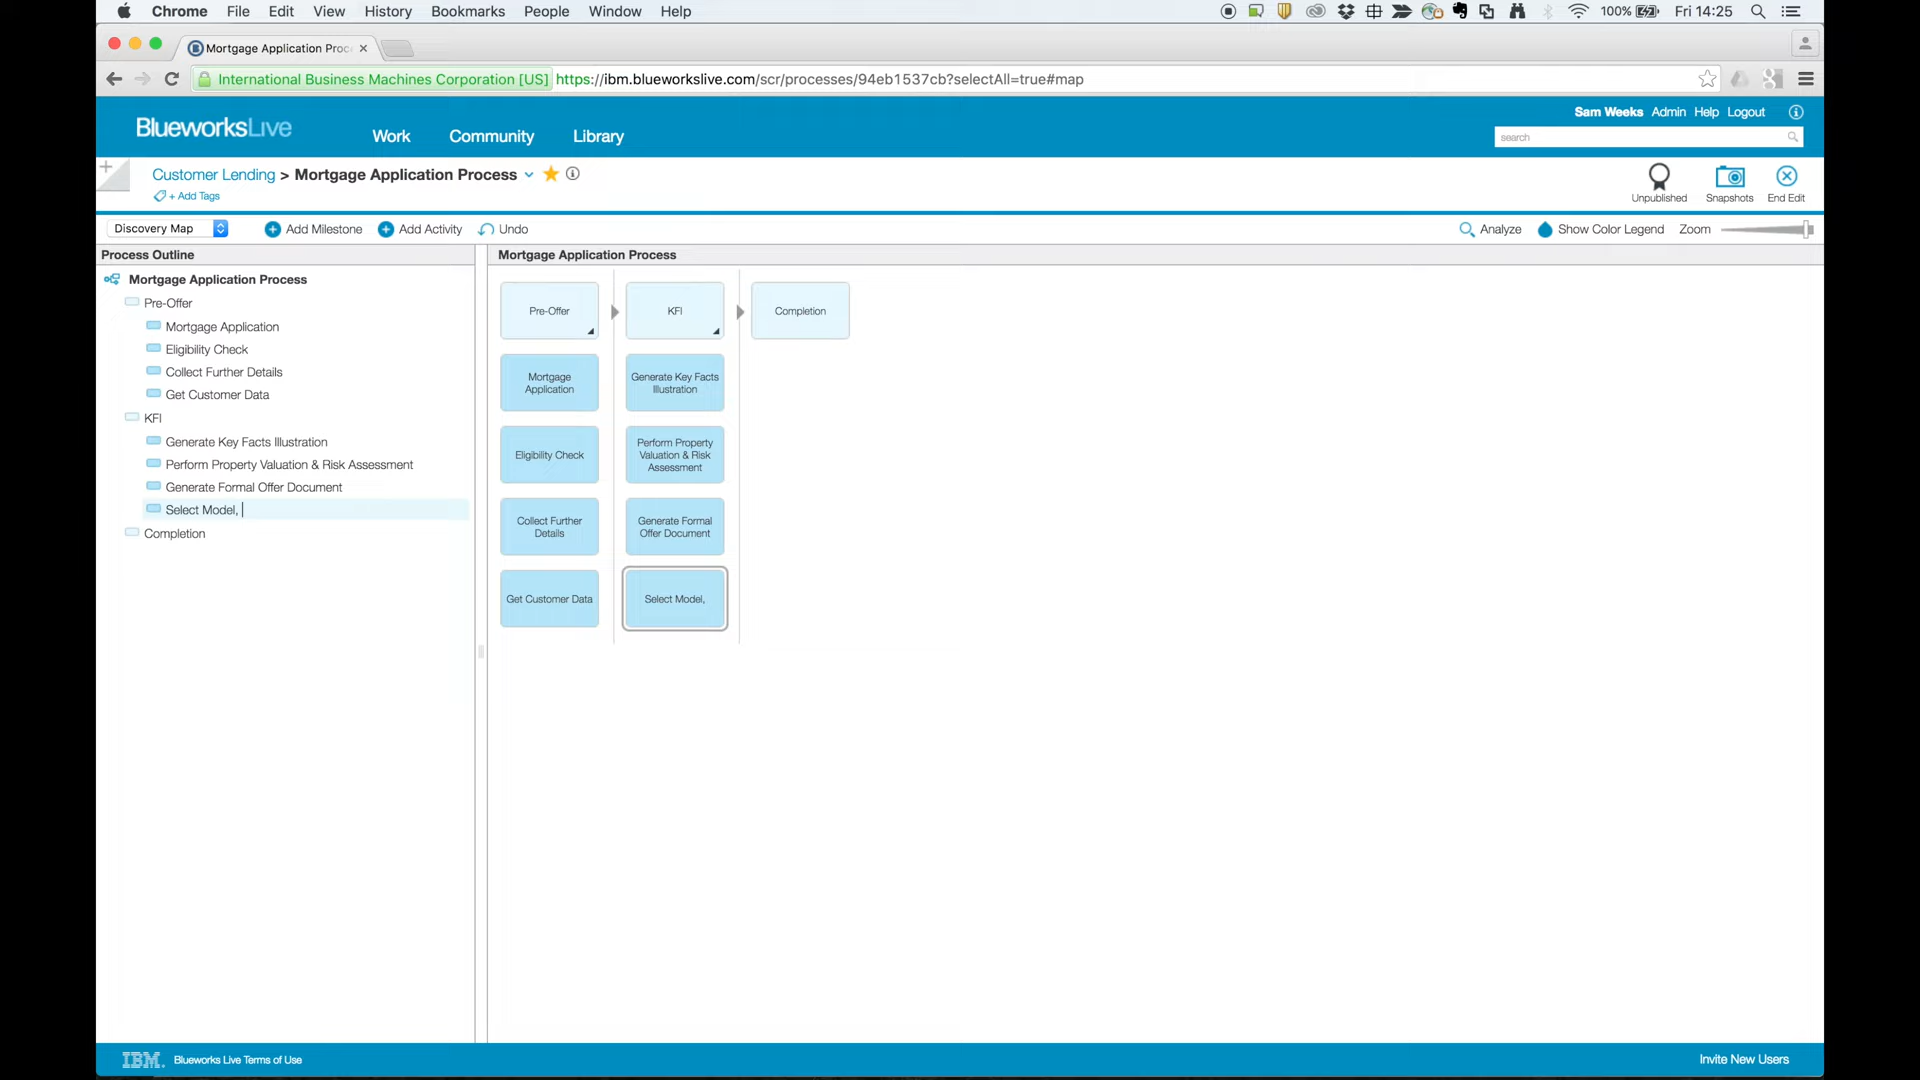 Chrome File Edit View History Bookmarks People Window Help 100% Fri 14:25
Mortgage Application Proc
International Business Machines Corporation [US] https://ibm.blueworkslive.com/scr/processes/94eb1537cb?selectAll=true#map
Sam Weeks Admin Help Logout
BlueworksLive Work Community Library
search
Customer Lending > Mortgage Application Process
+ Add Tags
Unpublished Snapshots End Edit
Discovery Map Add Milestone Add Activity Undo Analyze Show Color Legend Zoom
Process Outline
Mortgage Application Process
Pre-Offer
Mortgage Application
Eligibility Check
Collect Further Details
Get Customer Data
KFI
Generate Key Facts Illustration
Perform Property Valuation & Risk Assessment
Generate Formal Offer Document
Select Model,
Completion
Mortgage Application Process
Pre-Offer
KFI
Completion
Mortgage
Application
Generate Key Facts
Illustration
Eligibility Check
Perform Property
Valuation & Risk
Assessment
Collect Further
Details
Generate Formal
Offer Document
Get Customer Data
Select Model,
IBM. Blueworks Live Terms of Use
Invite New Users